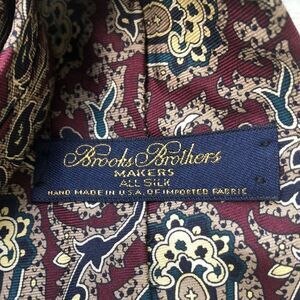 Brooks Brothers
MAKERS
ALL SILK
HAND MADE IN U.S.A. OF IMPORTED FABRIC